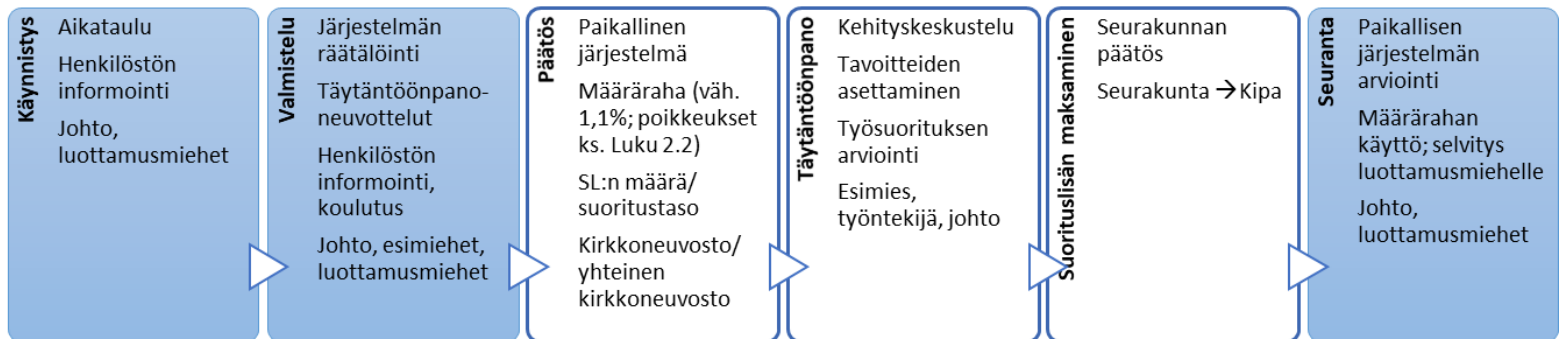 Käynnistys
Aikataulu
Henkilöstön
informointi
Johto,
luottamusmiehet
Valmistelu
Järjestelmän
räätälöinti
Täytäntöönpano-
neuvottelut
Henkilöstön
informointi,
koulutus
Johto, esimiehet,
luottamusmiehet
Päätös
Paikallinen
järjestelmä
Määräraha (väh.
1,1%; poikkeukset
ks. Luku 2.2)
SL:n määrä/
suoritustaso
Kirkkoneuvosto/
yhteinen
kirkkoneuvosto
Täytäntöönpano
Kehityskeskustelu
Tavoitteiden
asettaminen
Työsuorituksen
arviointi
Esimies,
työntekijä, johto
Suorituslisän maksaminen
Seurakunnan
päätös
Seurakunta → Kipa
Seuranta
Paikallisen
järjestelmän
arviointi
Määrärahan
käyttö; selvitys
luottamusmiehelle
Johto,
luottamusmiehet